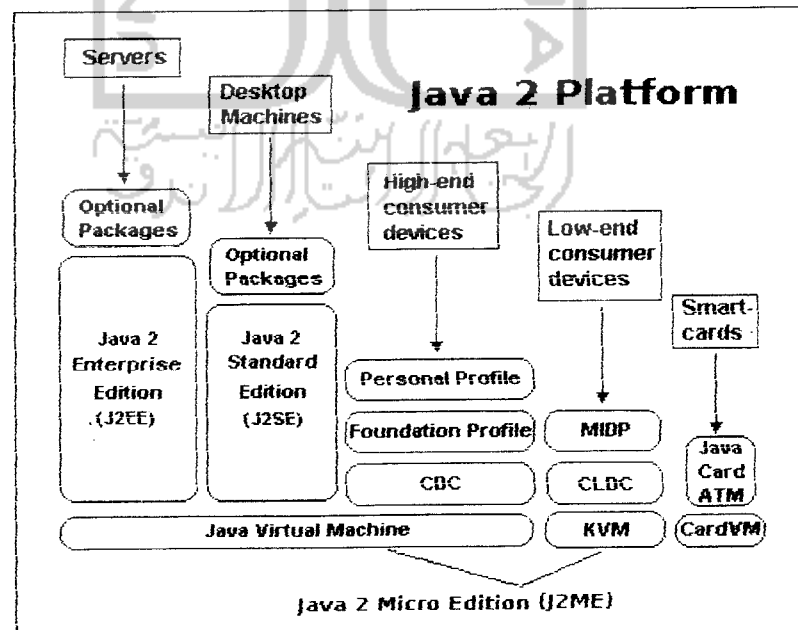 Servers
Desktop
Machines
Java 2 Platform
High-end
consumer
devices
Low-end
consumer
devices
Smart-
cards
Optional
Packages
Optional
Packages
Java 2
Enterprise
Edition
(J2EE)
Java 2
Standard
Edition
(J2SE)
Personal Profile
Foundation Profile
CDC
MIDP
CLDC
Java
Card
ATM
Java Virtual Machine
KVM
CardVM
Java 2 Micro Edition (J2ME)